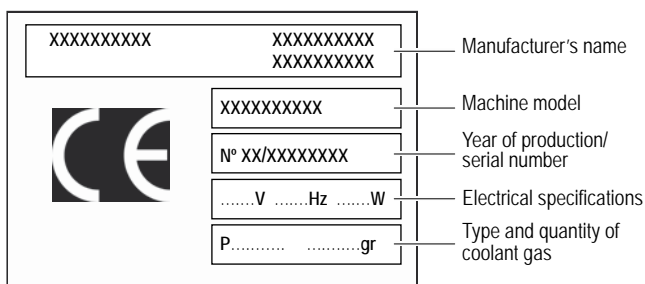 XXXXXXXXXX XXXXXXXXXX
XXXXXXXXXX
Manufacturer’s name
CE
XXXXXXXXXX
Machine model
Nº XX/XXXXXXXX
Year of production/
serial number
.......V .......Hz .......W
Electrical specifications
P........... ...........gr
Type and quantity of
coolant gas